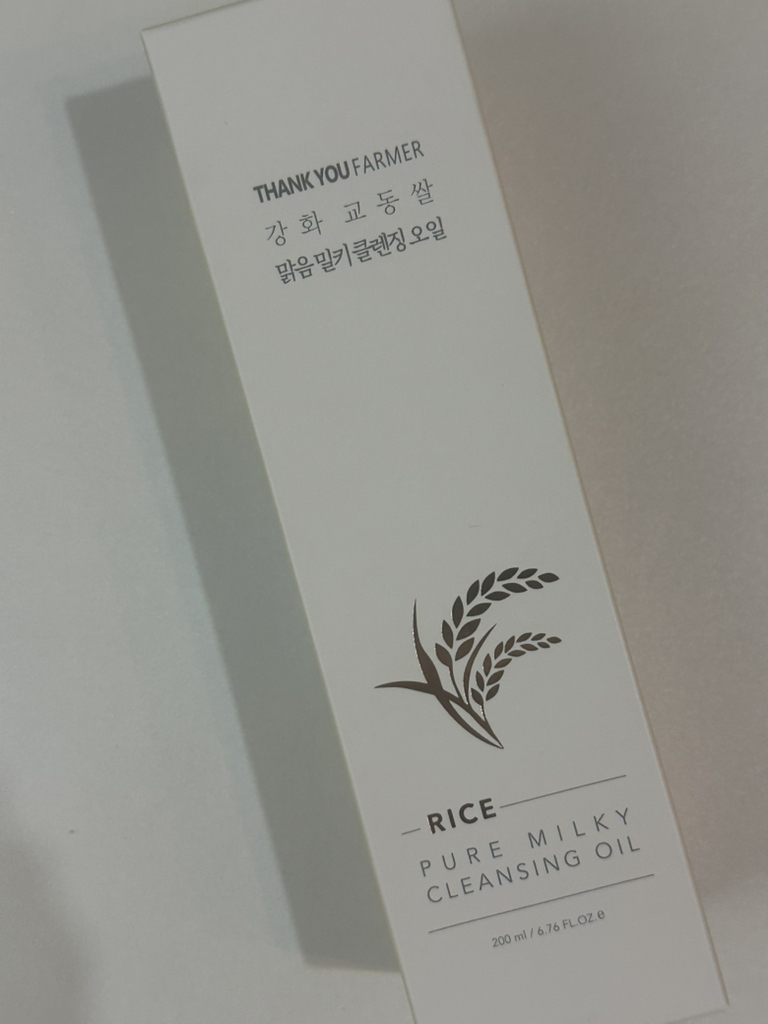 THANK YOU FARMER
강화 교동쌀
맑음 밀키 클렌징 오일
RICE
PURE MILKY
CLEANSING OIL
200 ml / 6.76 FL.OZ. ℮